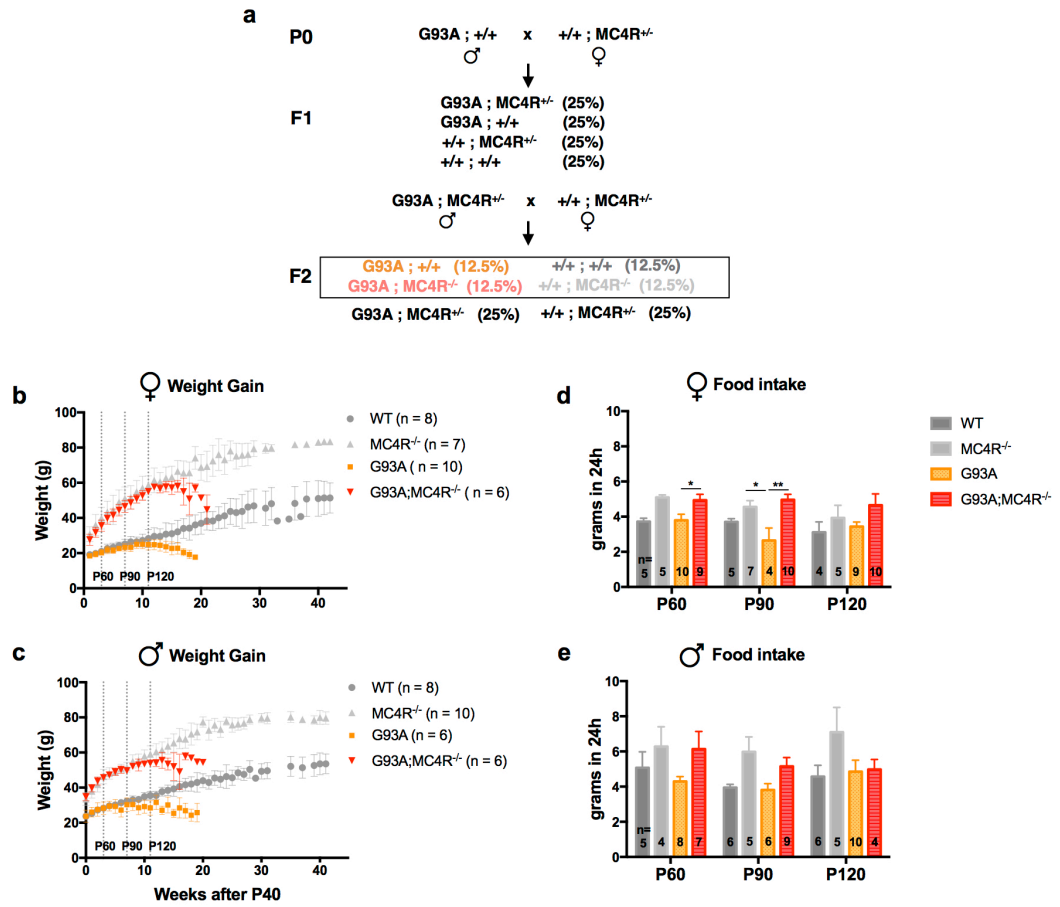 a
P0
G93A ; +/+ x +/+ ; MC4R+/-
♂ ♀
F1
G93A ; MC4R+/- (25%)
G93A ; +/+ (25%)
+/+ ; MC4R+/- (25%)
+/+ ; +/+ (25%)
G93A ; MC4R+/- x +/+ ; MC4R+/-
♂ ♀
F2
G93A ; +/+ (12.5%) +/+ ; +/+ (12.5%)
G93A ; MC4R-/- (12.5%) +/+ ; MC4R-/- (12.5%)
G93A ; MC4R+/- (25%) +/+ ; MC4R+/- (25%)
b
♀ Weight Gain
Weight (g)
100
80
60
40
20
0
P60 P90 P120
0 10 20 30 40
WT (n = 8)
MC4R-/- (n = 7)
G93A ( n = 10)
G93A;MC4R-/- ( n = 6)
d
♀ Food intake
grams in 24h
10
8
6
4
2
0
* * **
n=
5 5 10 9 5 7 4 10 4 5 9 10
P60 P90 P120
WT
MC4R-/-
G93A
G93A;MC4R-/-
c
♂ Weight Gain
Weight (g)
100
80
60
40
20
0
P60 P90 P120
0 10 20 30 40
Weeks after P40
WT (n = 8)
MC4R-/- (n = 10)
G93A (n = 6)
G93A;MC4R-/- (n = 6)
e
♂ Food intake
grams in 24h
10
8
6
4
2
0
n=
5 4 8 7 6 5 6 9 6 5 10 4
P60 P90 P120